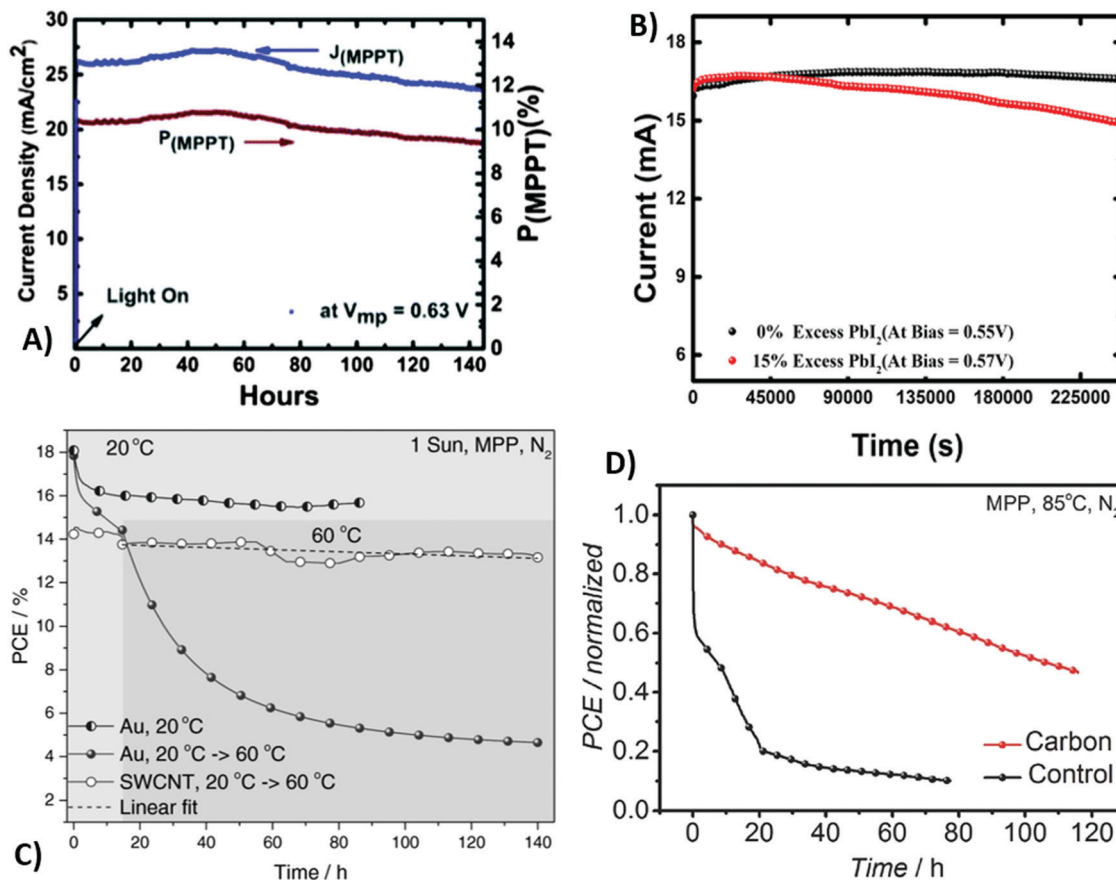 A)
Current Density (mA/cm²)
30
25
20
15
10
5
J(MPPT)
P(MPPT)
Light On
at Vmp = 0.63 V
14
12
10
8
6
4
2
0
P(MPPT)(%)
0 20 40 60 80 100 120 140
Hours
B)
Current (mA)
18
15
12
9
6
0% Excess PbI₂(At Bias = 0.55V)
15% Excess PbI₂(At Bias = 0.57V)
0 45000 90000 135000 180000 225000
Time (s)
C)
PCE / %
18
16
14
12
10
8
6
4
2
20 °C
1 Sun, MPP, N₂
60 °C
Au, 20 °C
Au, 20 °C -> 60 °C
SWCNT, 20 °C -> 60 °C
Linear fit
0 20 40 60 80 100 120 140
Time / h
D)
PCE / normalized
1.0
0.8
0.6
0.4
0.2
0.0
MPP, 85°C, N₂
Carbon
Control
0 20 40 60 80 100 120
Time / h